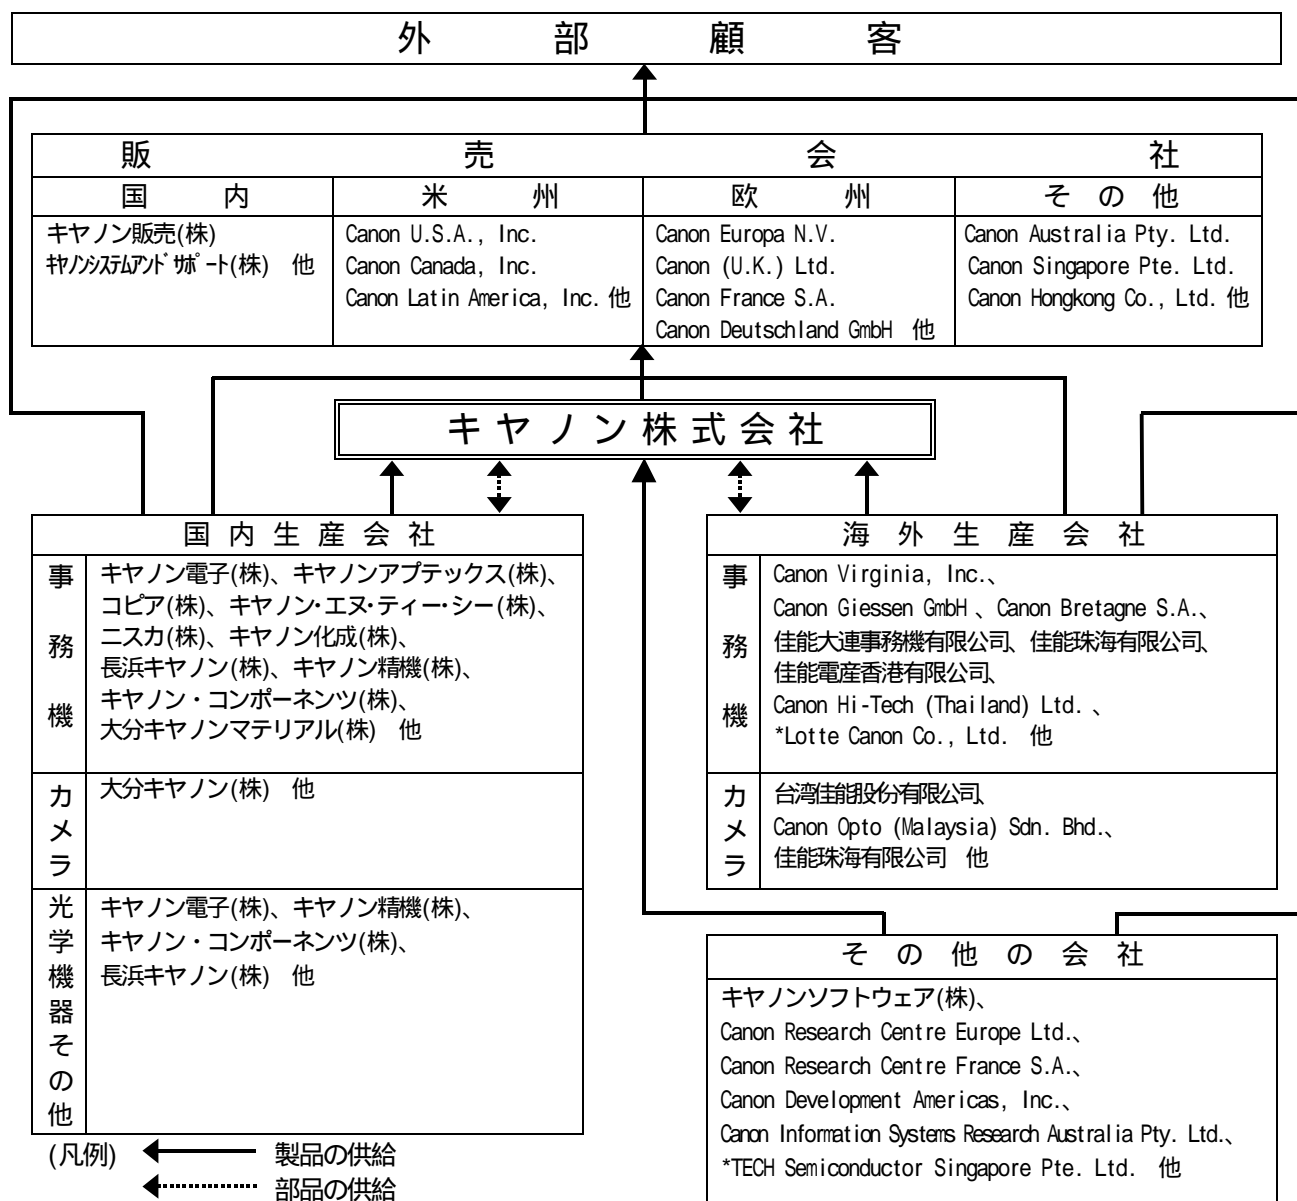 外部顧客
販売会社
国内 米州 欧州 その他
キヤノン販売(株)
キヤノンシステムアンドサポート(株) 他
Canon U.S.A., Inc.
Canon Canada, Inc.
Canon Latin America, Inc. 他
Canon Europa N.V.
Canon (U.K.) Ltd.
Canon France S.A.
Canon Deutschland GmbH 他
Canon Australia Pty. Ltd.
Canon Singapore Pte. Ltd.
Canon Hongkong Co., Ltd. 他
キヤノン株式会社
国内生産会社
事務機
キヤノン電子(株)、キヤノンアプテックス(株)、
コピア(株)、キヤノン・エヌ・ティー・シー(株)、
ニスカ(株)、キヤノン化成(株)、
長浜キヤノン(株)、キヤノン精機(株)、
キヤノン・コンポーネンツ(株)、
大分キヤノンマテリアル(株) 他
カメラ
大分キヤノン(株) 他
光学機器その他
キヤノン電子(株)、キヤノン精機(株)、
キヤノン・コンポーネンツ(株)、
長浜キヤノン(株) 他
海外生産会社
事務機
Canon Virginia, Inc.、
Canon Giessen GmbH 、Canon Bretagne S.A.、
佳能大連事務機有限公司、佳能珠海有限公司、
佳能電産香港有限公司、
Canon Hi-Tech (Thailand) Ltd. 、
*Lotte Canon Co., Ltd. 他
カメラ
台湾佳能股份有限公司、
Canon Opto (Malaysia) Sdn. Bhd.、
佳能珠海有限公司 他
その他の会社
キヤノンソフトウェア(株)、
Canon Research Centre Europe Ltd.、
Canon Research Centre France S.A.、
Canon Development Americas, Inc.、
Canon Information Systems Research Australia Pty. Ltd.、
*TECH Semiconductor Singapore Pte. Ltd. 他
(凡例) 製品の供給
部品の供給